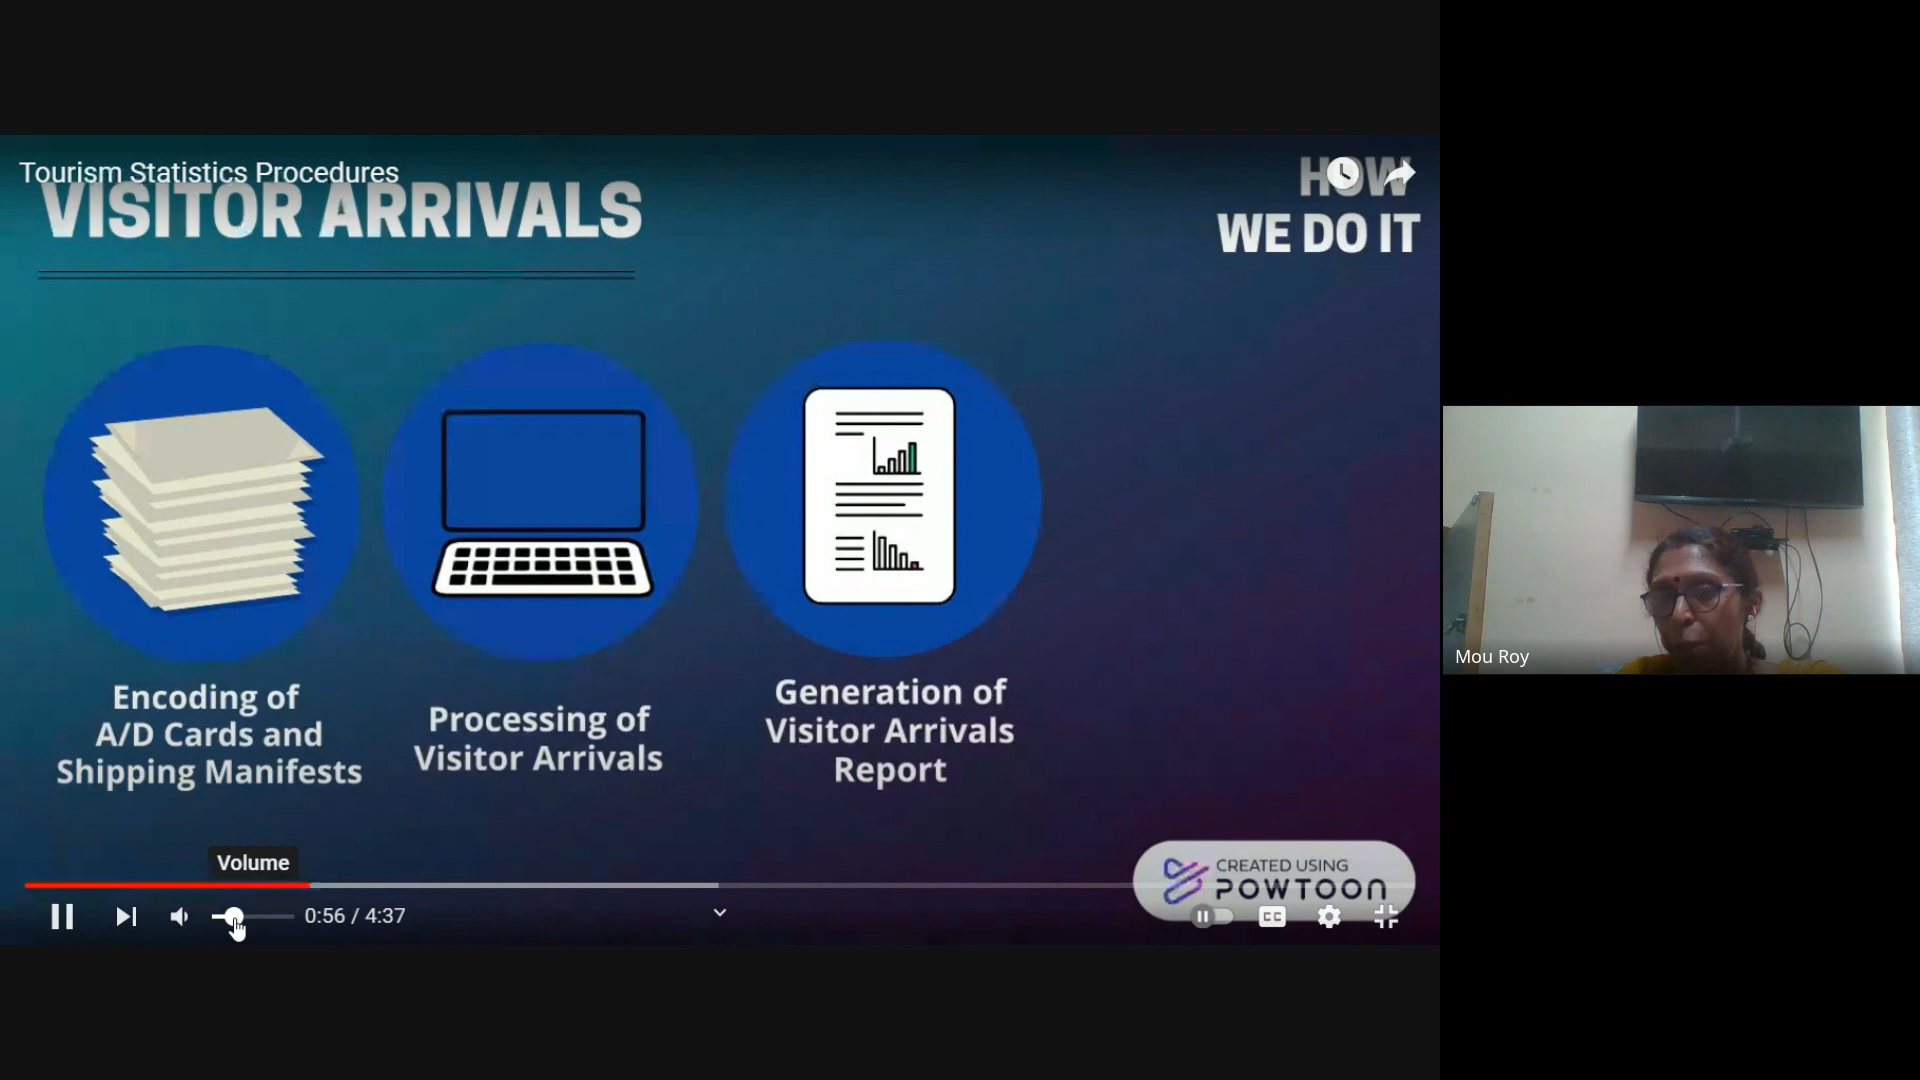 Tourism Statistics Procedures
VISITOR ARRIVALS
HOW
WE DO IT
Encoding of
A/D Cards and
Shipping Manifests
Processing of
Visitor Arrivals
Generation of
Visitor Arrivals
Report
Mou Roy
Volume
CREATED USING
POWTOON
0:56 / 4:37
CC